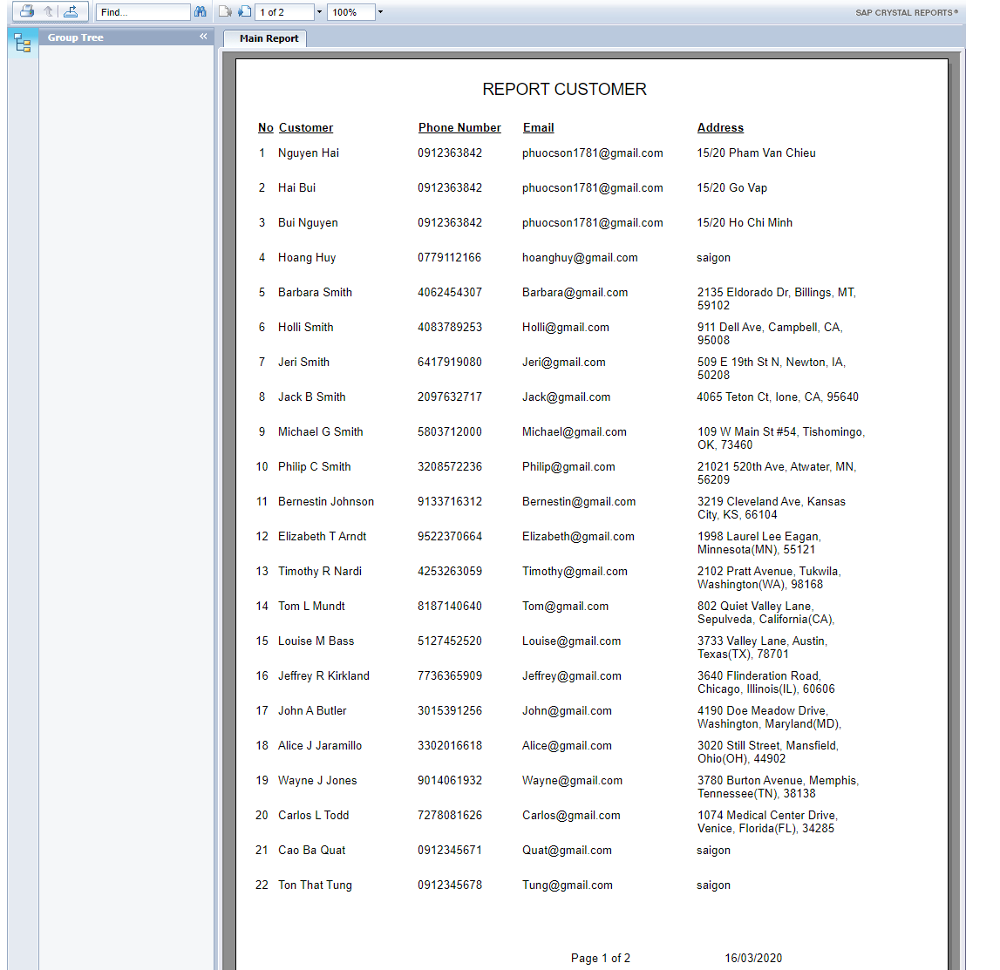 Find... 1 of 2 100% SAP CRYSTAL REPORTS®
Group Tree «
Main Report
REPORT CUSTOMER
No Customer Phone Number Email Address
1 Nguyen Hai 0912363842 phuocson1781@gmail.com 15/20 Pham Van Chieu
2 Hai Bui 0912363842 phuocson1781@gmail.com 15/20 Go Vap
3 Bui Nguyen 0912363842 phuocson1781@gmail.com 15/20 Ho Chi Minh
4 Hoang Huy 0779112166 hoanghuy@gmail.com saigon
5 Barbara Smith 4062454307 Barbara@gmail.com 2135 Eldorado Dr, Billings, MT,
59102
6 Holli Smith 4083789253 Holli@gmail.com 911 Dell Ave, Campbell, CA,
95008
7 Jeri Smith 6417919080 Jeri@gmail.com 509 E 19th St N, Newton, IA,
50208
8 Jack B Smith 2097632717 Jack@gmail.com 4065 Teton Ct, Ione, CA, 95640
9 Michael G Smith 5803712000 Michael@gmail.com 109 W Main St #54, Tishomingo,
OK, 73460
10 Philip C Smith 3208572236 Philip@gmail.com 21021 520th Ave, Atwater, MN,
56209
11 Bernestin Johnson 9133716312 Bernestin@gmail.com 3219 Cleveland Ave, Kansas
City, KS, 66104
12 Elizabeth T Arndt 9522370664 Elizabeth@gmail.com 1998 Laurel Lee Eagan,
Minnesota(MN), 55121
13 Timothy R Nardi 4253263059 Timothy@gmail.com 2102 Pratt Avenue, Tukwila,
Washington(WA), 98168
14 Tom L Mundt 8187140640 Tom@gmail.com 802 Quiet Valley Lane,
Sepulveda, California(CA),
15 Louise M Bass 5127452520 Louise@gmail.com 3733 Valley Lane, Austin,
Texas(TX), 78701
16 Jeffrey R Kirkland 7736365909 Jeffrey@gmail.com 3640 Flinderation Road,
Chicago, Illinois(IL), 60606
17 John A Butler 3015391256 John@gmail.com 4190 Doe Meadow Drive,
Washington, Maryland(MD),
18 Alice J Jaramillo 3302016618 Alice@gmail.com 3020 Still Street, Mansfield,
Ohio(OH), 44902
19 Wayne J Jones 9014061932 Wayne@gmail.com 3780 Burton Avenue, Memphis,
Tennessee(TN), 38138
20 Carlos L Todd 7278081626 Carlos@gmail.com 1074 Medical Center Drive,
Venice, Florida(FL), 34285
21 Cao Ba Quat 0912345671 Quat@gmail.com saigon
22 Ton That Tung 0912345678 Tung@gmail.com saigon
Page 1 of 2 16/03/2020